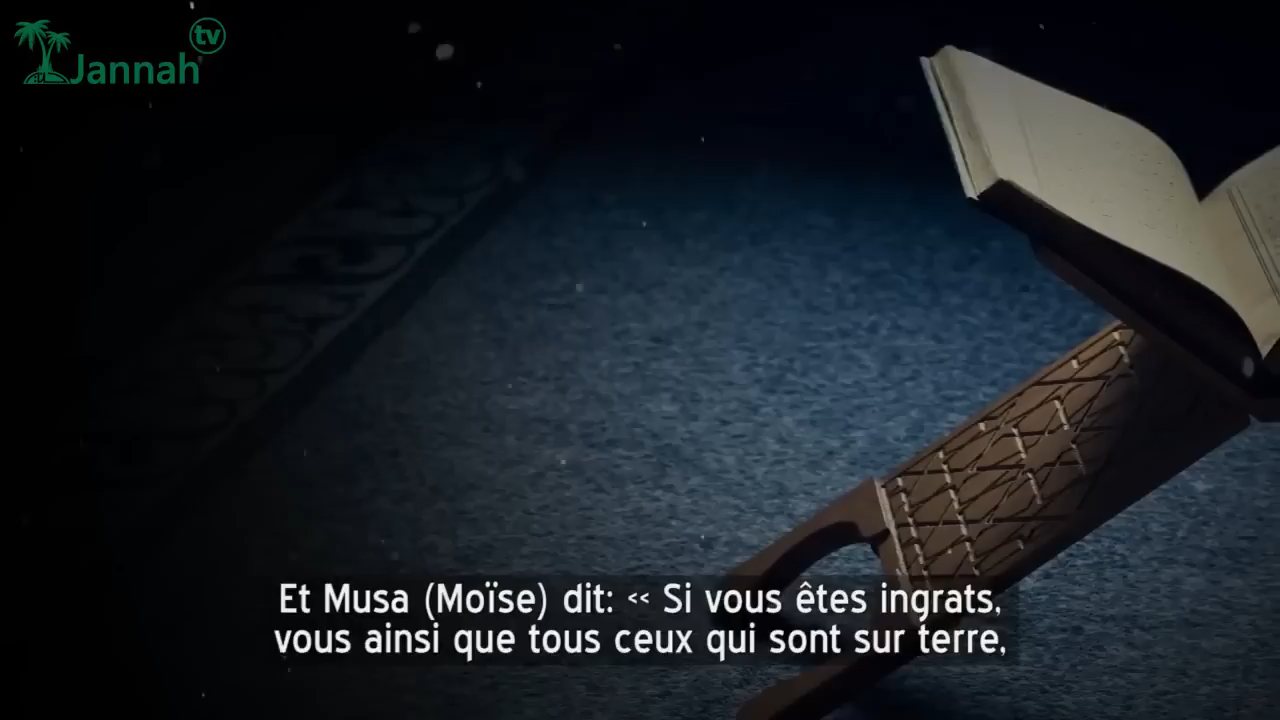 Jannah tv
Et Musa (Moïse) dit: << Si vous êtes ingrats,
vous ainsi que tous ceux qui sont sur terre,